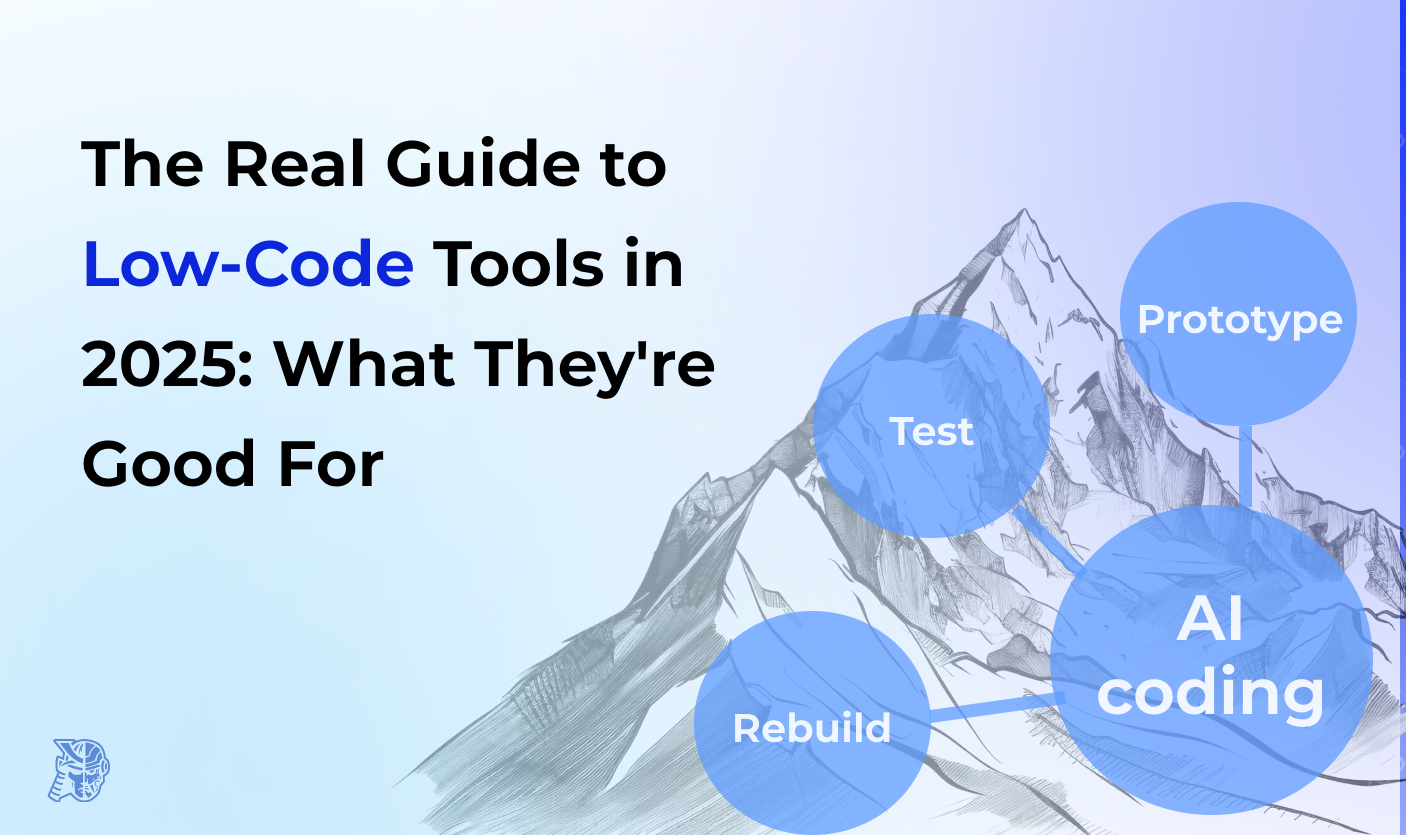 The Real Guide to
Low-Code Tools in
2025: What They're
Good For
Prototype
Test
AI
coding
Rebuild